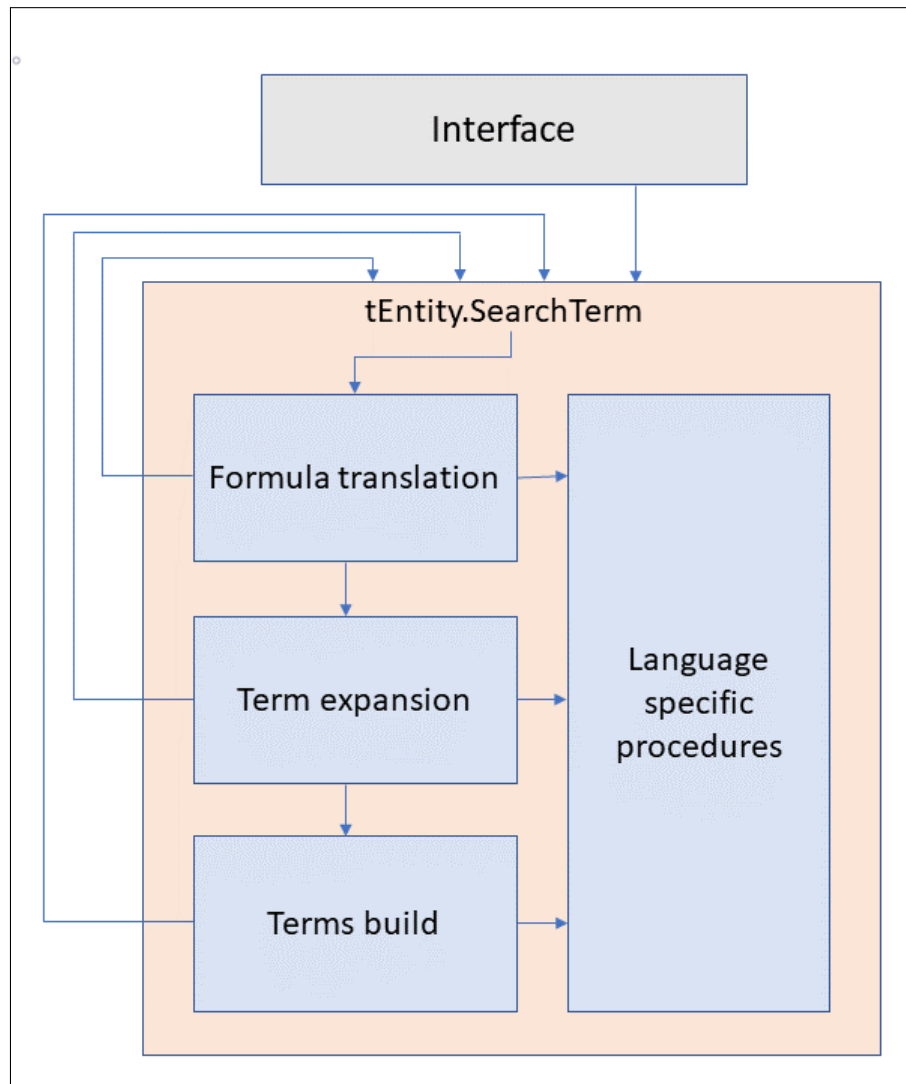 Interface
tEntity.SearchTerm
Formula translation
Term expansion
Language
specific
procedures
Terms build